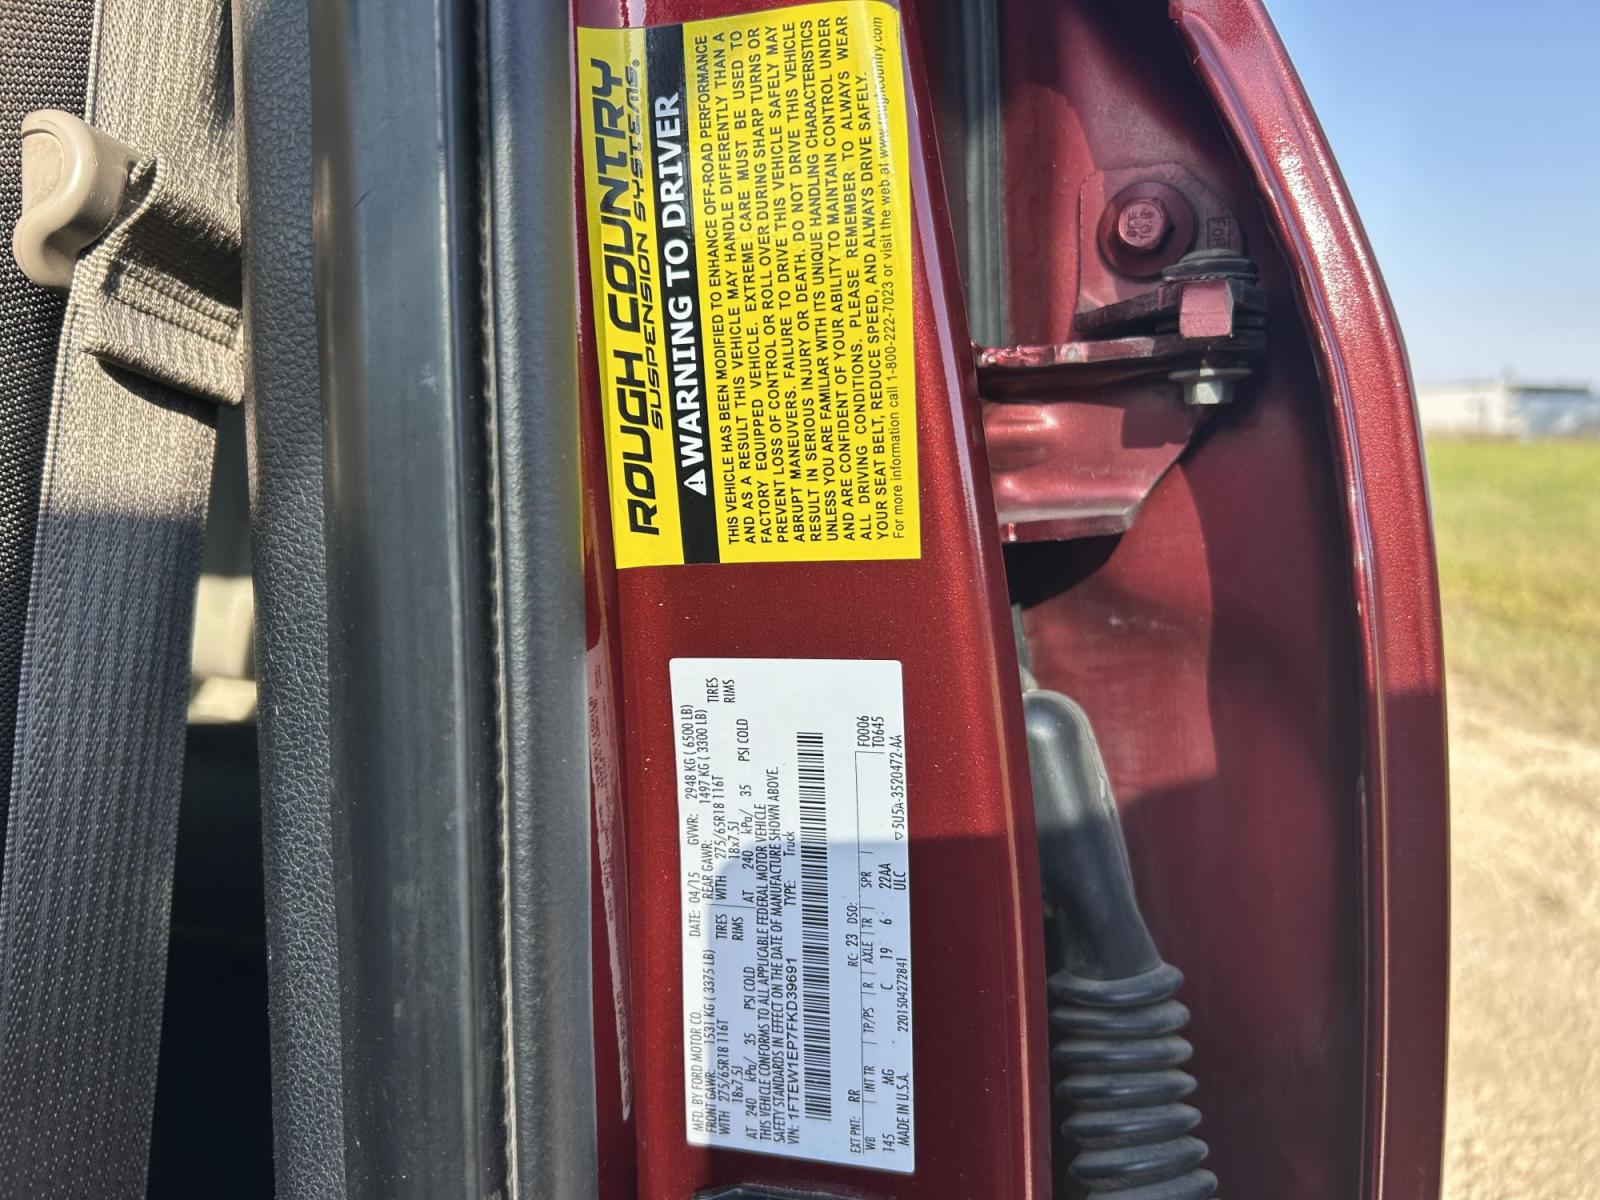 ROUGH COUNTRY
SUSPENSION SYSTEMS®
⚠WARNING TO DRIVER
THIS VEHICLE HAS BEEN MODIFIED TO ENHANCE OFF-ROAD PERFORMANCE
AND AS A RESULT THIS VEHICLE MAY HANDLE DIFFERENTLY THAN A
FACTORY EQUIPPED VEHICLE. EXTREME CARE MUST BE USED TO
PREVENT LOSS OF CONTROL OR ROLL OVER DURING SHARP TURNS OR
ABRUPT MANEUVERS. FAILURE TO DRIVE THIS VEHICLE SAFELY MAY
RESULT IN SERIOUS INJURY OR DEATH. DO NOT DRIVE THIS VEHICLE
UNLESS YOU ARE FAMILIAR WITH ITS UNIQUE HANDLING CHARACTERISTICS
AND ARE CONFIDENT OF YOUR ABILITY TO MAINTAIN CONTROL UNDER
ALL DRIVING CONDITIONS. PLEASE REMEMBER TO ALWAYS WEAR
YOUR SEAT BELT, REDUCE SPEED, AND ALWAYS DRIVE SAFELY.
For more information call 1-800-222-7023 or visit the web at www.roughcountry.com
MFD. BY FORD MOTOR CO. DATE: 04/15 GVWR: 2948 KG ( 6500 LB)
FRONT GAWR: 1531 KG ( 3375 LB) REAR GAWR: 1497 KG ( 3300 LB)
WITH 275/65R18 116T TIRES WITH 275/65R18 116T TIRES
18x7.5J RIMS 18x7.5J RIMS
AT 240 kPa/ 35 PSI COLD AT 240 kPa/ 35 PSI COLD
THIS VEHICLE CONFORMS TO ALL APPLICABLE FEDERAL MOTOR VEHICLE
SAFETY STANDARDS IN EFFECT ON THE DATE OF MANUFACTURE SHOWN ABOVE.
VIN: 1FTEW1EP7FKD39691 TYPE: Truck
EXT PNT: RR RC: 23 DSO: F0006
WB INT TR TP/PS R AXLE TR SPR T0645
145 MG C 19 6 22AA
MADE IN U.S.A. 2201504272841 ULC ▽5U5A-3520472-AA